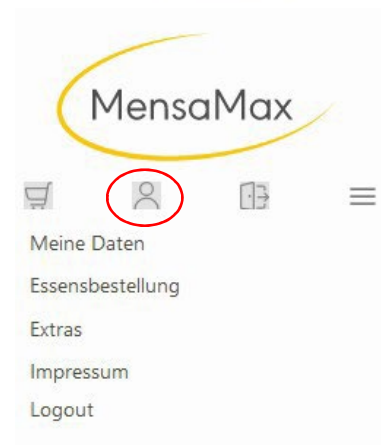 MensaMax
Meine Daten
Essensbestellung
Extras
Impressum
Logout